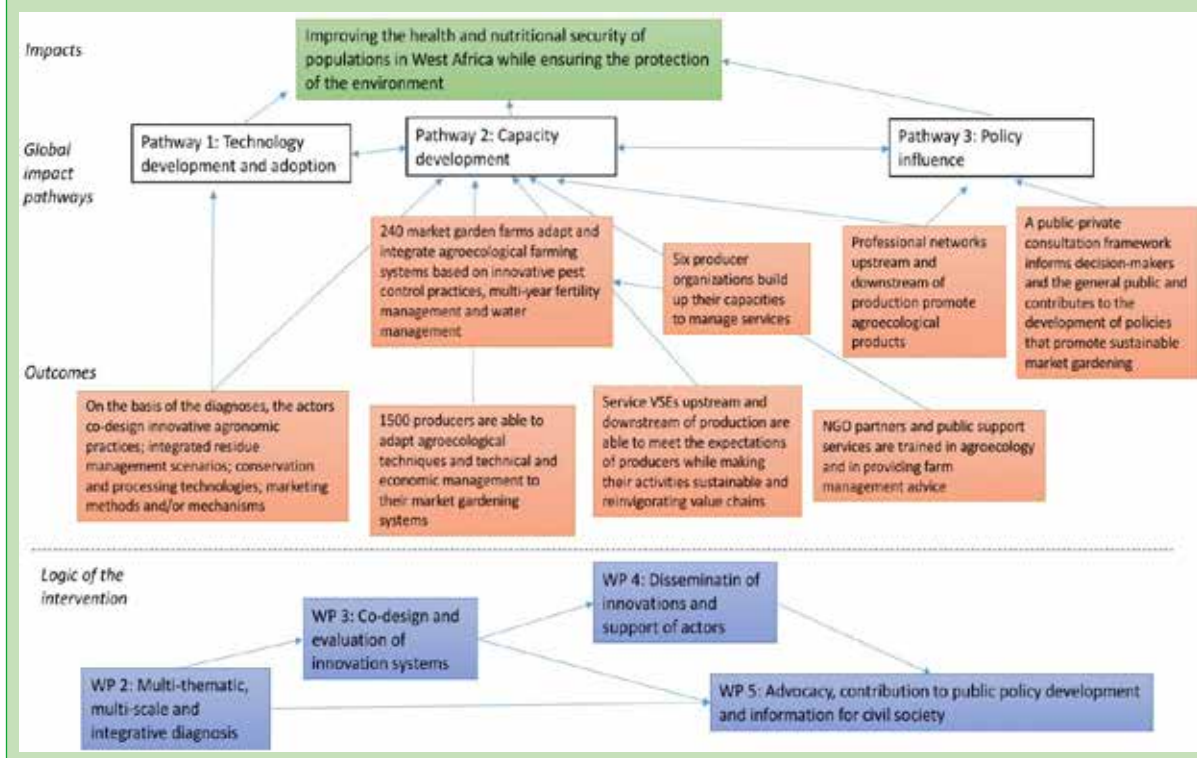 Impacts
Improving the health and nutritional security of
populations in West Africa while ensuring the protection
of the environment
Global
impact
pathways
Pathway 1: Technology
development and adoption
Pathway 2: Capacity
development
Pathway 3: Policy
influence
240 market garden farms adapt and
integrate agroecological farming
systems based on innovative pest
control practices, multi-year fertility
management and water
management
Six producer
organizations build
up their capacities
to manage services
Professional networks
upstream and
downstream of
production promote
agroecological
products
A public-private
consultation framework
informs decision-makers
and the general public and
contributes to the
development of policies
that promote sustainable
market gardening
Outcomes
On the basis of the diagnoses, the actors
co-design innovative agronomic
practices; integrated residue
management scenarios; conservation
and processing technologies, marketing
methods and/or mechanisms
1500 producers are able to
adapt agroecological
techniques and technical and
economic management to
their market gardening
systems
Service VSEs upstream and
downstream of production are
able to meet the expectations
of producers while making
their activities sustainable and
reinvigorating value chains
NGO partners and public support
services are trained in agroecology
and in providing farm
management advice
Logic of the
intervention
WP 2: Multi-thematic,
multi-scale and
integrative diagnosis
WP 3: Co-design and
evaluation of
innovation systems
WP 4: Disseminatin of
innovations and
support of actors
WP 5: Advocacy, contribution to public policy development
and information for civil society